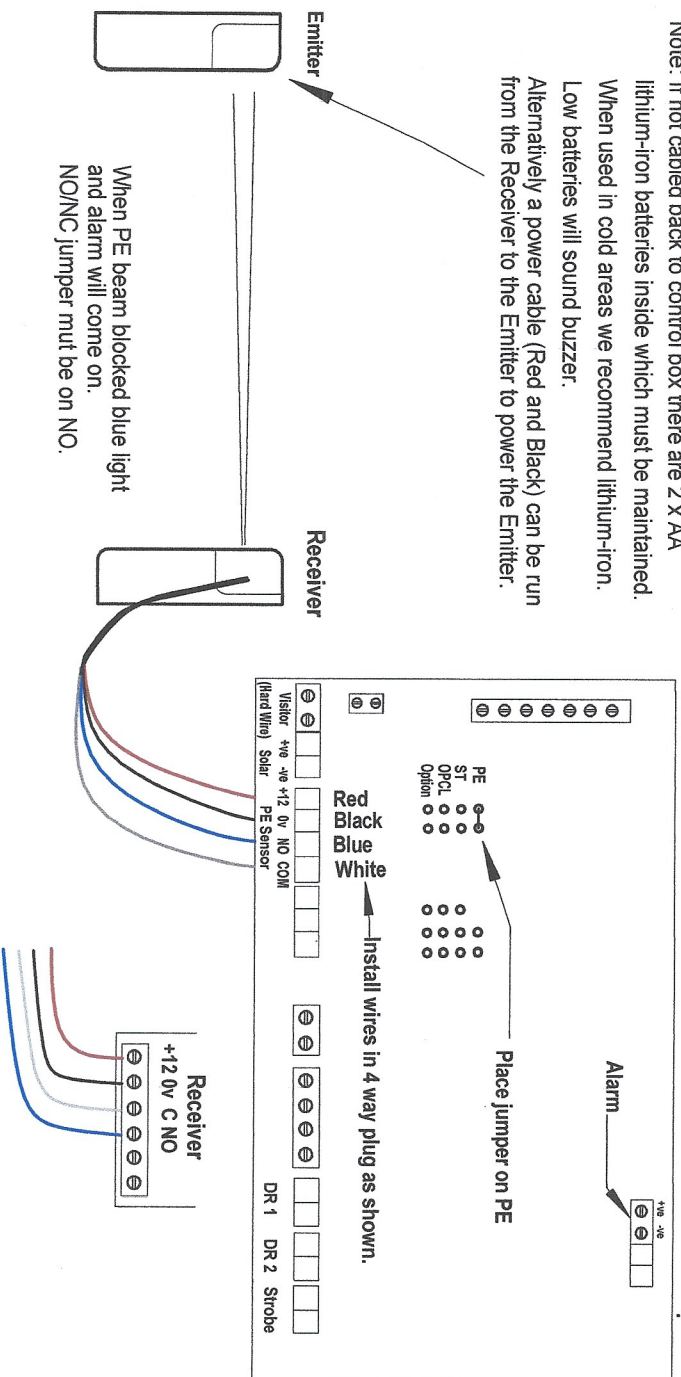 Note: If not cabled back to control box there are 2 X AA
lithium-iron batteries inside which must be maintained.
When used in cold areas we recommend lithium-iron.
Low batteries will sound buzzer.
Alternatively a power cable (Red and Black) can be run
from the Receiver to the Emitter to power the Emitter.
Emitter
Receiver
When PE beam blocked blue light
and alarm will come on.
NO/NC jumper mut be on NO.
Alarm
+ve -ve
Place jumper on PE
PE
ST
OPCL
Option
Red
Black
Blue
White
Install wires in 4 way plug as shown.
Visitor +ve -ve +12 0v NO COM
(Hard Wire) Solar PE Sensor
DR 1 DR 2 Strobe
Receiver
+12 0v C NO